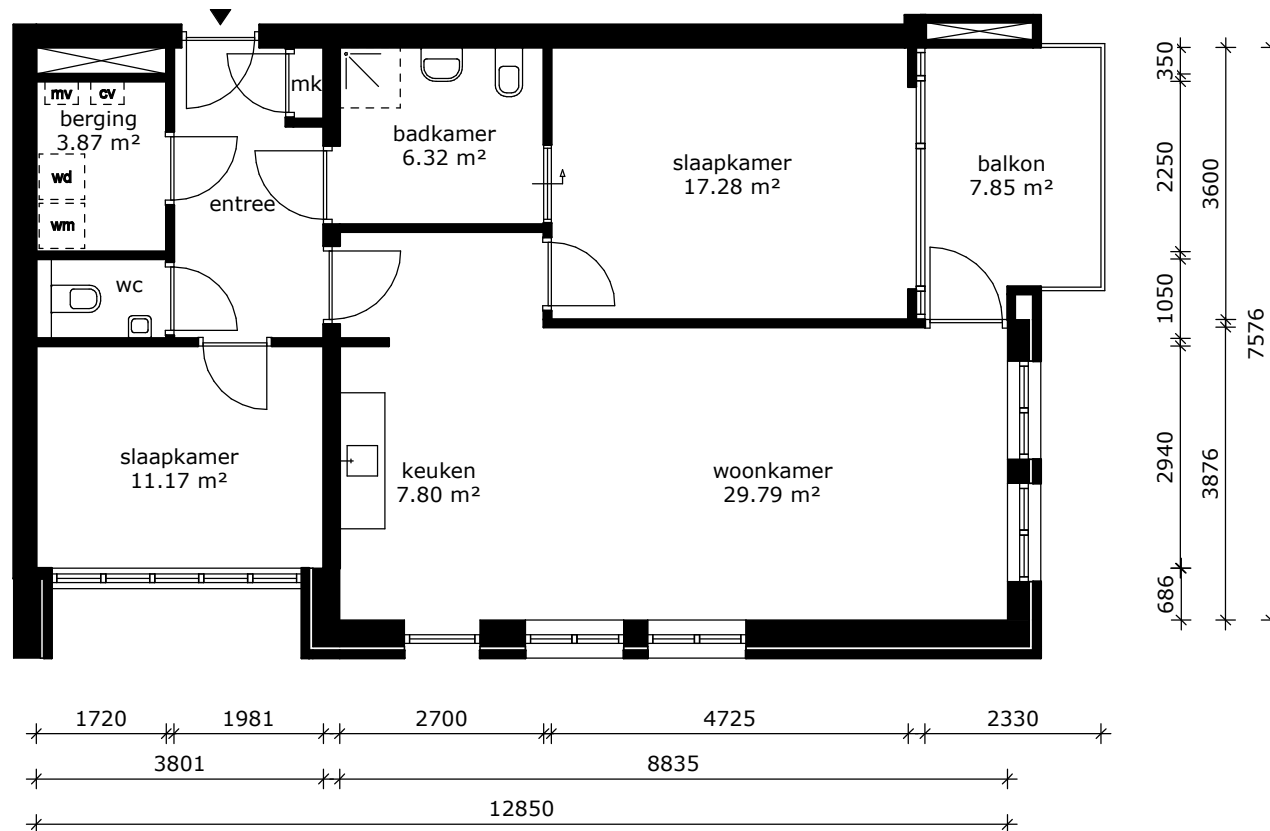 mv
cv
berging
3.87 m²
wd
wm
wc
entree
mk
badkamer
6.32 m²
slaapkamer
17.28 m²
balkon
7.85 m²
slaapkamer
11.17 m²
keuken
7.80 m²
woonkamer
29.79 m²
350
2250
1050
2940
686
3600
3876
7576
1720
1981
2700
4725
2330
3801
8835
12850